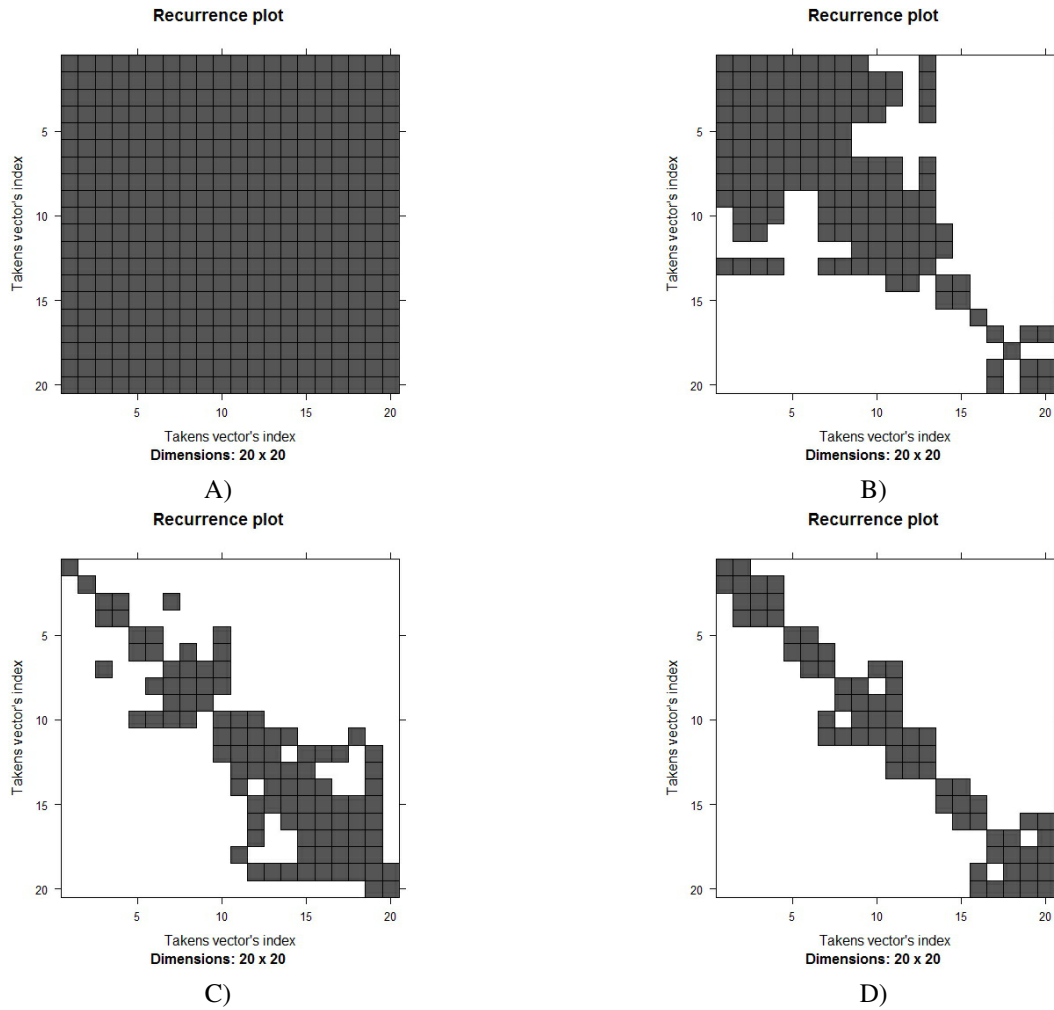 Recurrence plot
Takens vector's index
5
10
15
20
5 10 15 20
Takens vector's index
Dimensions: 20 x 20
A)
Recurrence plot
Takens vector's index
5
10
15
20
5 10 15 20
Takens vector's index
Dimensions: 20 x 20
B)
Recurrence plot
Takens vector's index
5
10
15
20
5 10 15 20
Takens vector's index
Dimensions: 20 x 20
C)
Recurrence plot
Takens vector's index
5
10
15
20
5 10 15 20
Takens vector's index
Dimensions: 20 x 20
D)